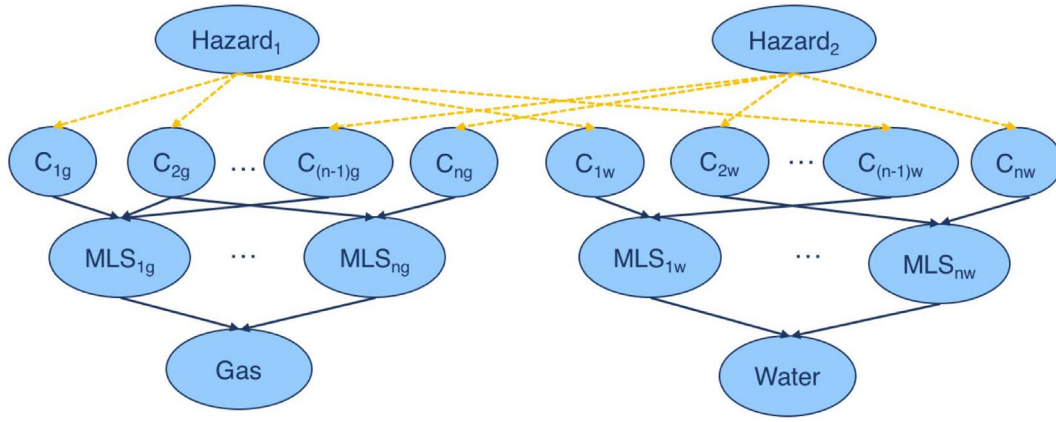 Hazard₁ Hazard₂
C₁g C₂g ... C₍n-1₎g Cng C₁w C₂w ... C₍n-1₎w Cnw
MLS₁g ... MLSng MLS₁w ... MLSnw
Gas Water